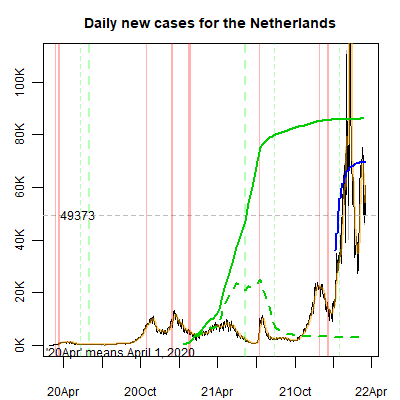 Daily new cases for the Netherlands
100K
80K
60K
49373
40K
20K
0K
"20Apr" means April 1, 2020
20Apr 20Oct 21Apr 21Oct 22Apr